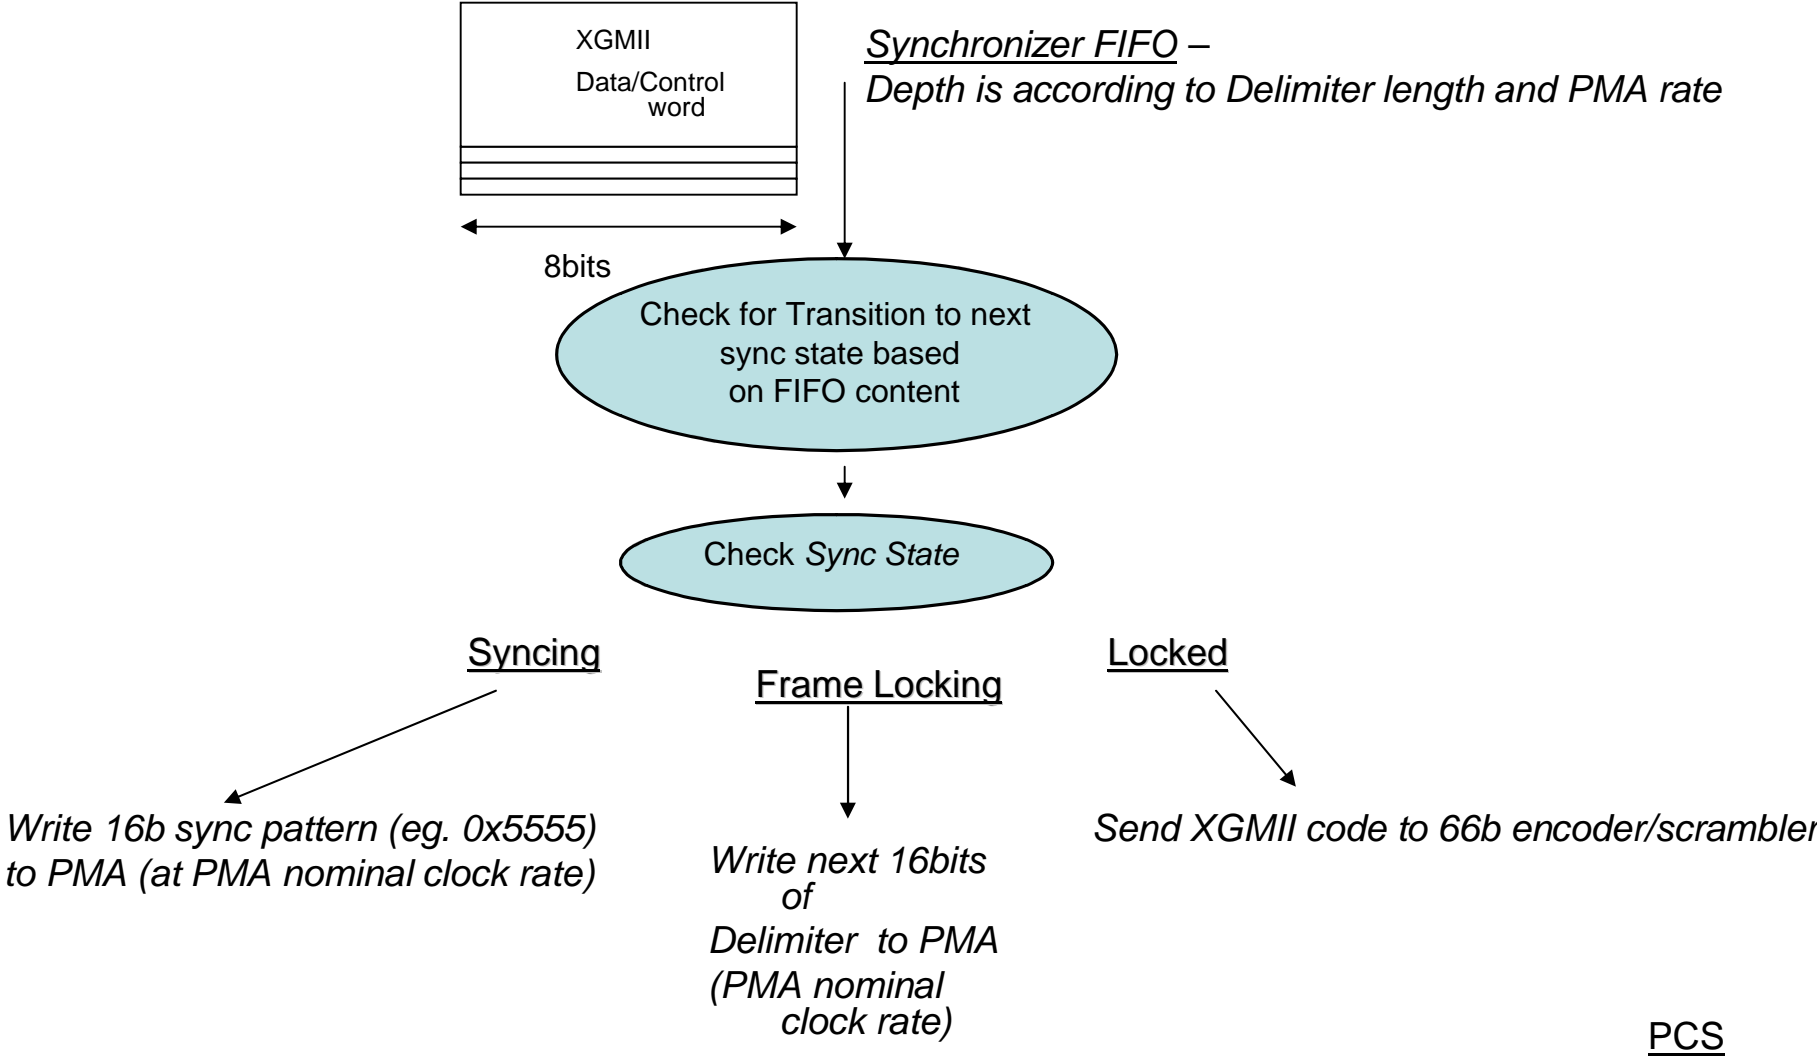 XGMII
Data/Control
word
Synchronizer FIFO –
Depth is according to Delimiter length and PMA rate
8bits
Check for Transition to next
sync state based
on FIFO content
Check Sync State
Syncing
Frame Locking
Locked
Write 16b sync pattern (eg. 0x5555)
to PMA (at PMA nominal clock rate)
Write next 16bits
of
Delimiter to PMA
(PMA nominal
clock rate)
Send XGMII code to 66b encoder/scrambler
PCS